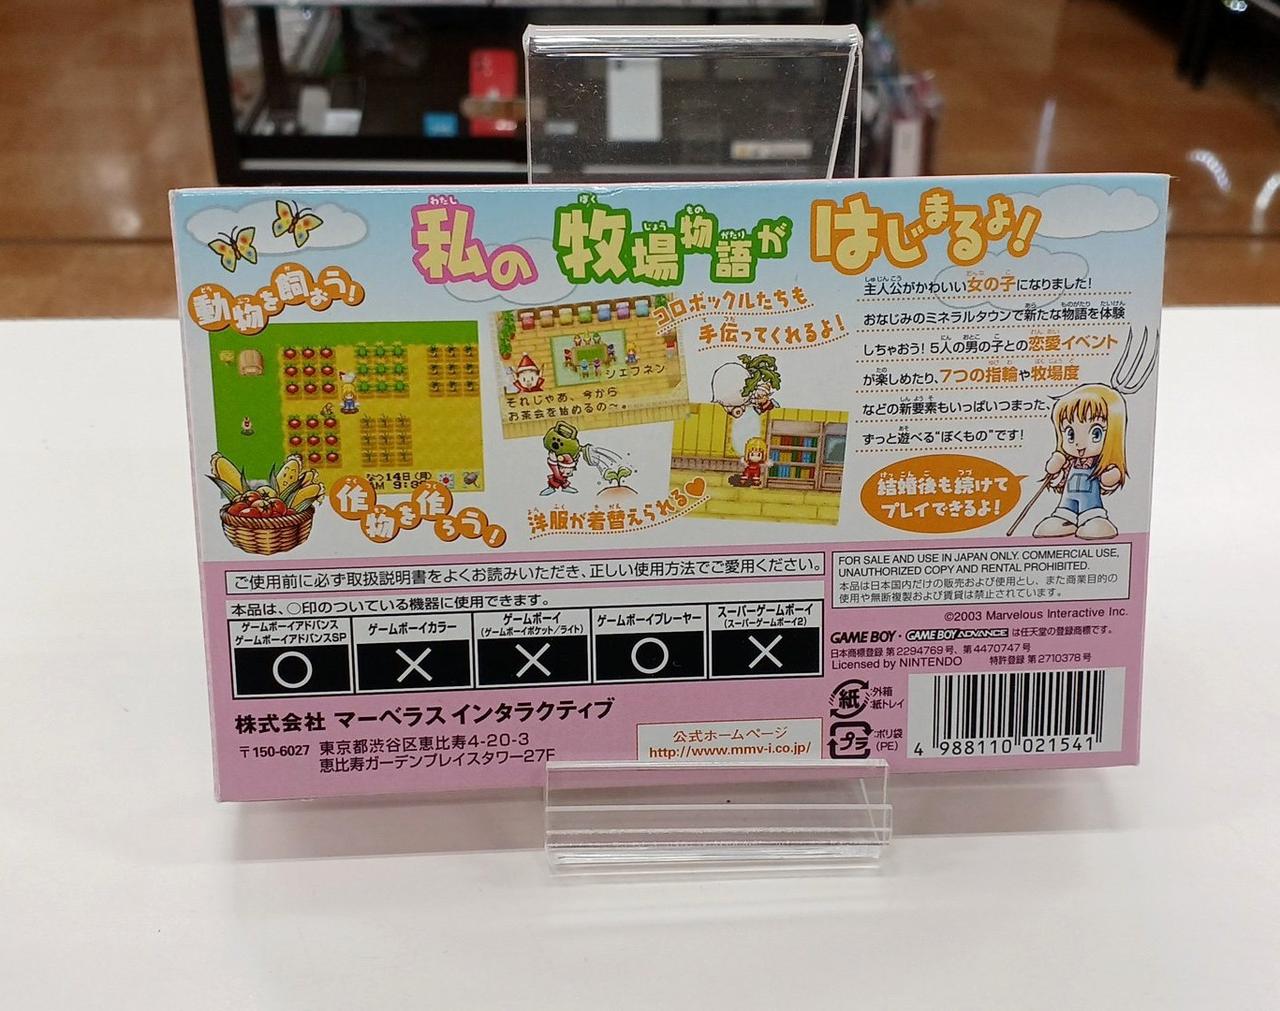 私の牧場物語がはじまるよ!
動物を飼おう!
コロボックルたちも
手伝ってくれるよ!
シェフネン
それじゃあ、今から
お茶会を始めるの〜。
なつ14日(月)
作物を作ろう!
洋服が着替えられる♥
主人公がかわいい女の子になりました!
おなじみのミネラルタウンで新たな物語を体験
しちゃおう! 5人の男の子との恋愛イベント
が楽しめたり、7つの指輪や牧場度
などの新要素もいっぱいつまった、
ずっと遊べる“ぼくもの”です!
結婚後も続けて
プレイできるよ!
ご使用前に必ず取扱説明書をよくお読みいただき、正しい使用方法でご愛用ください。
本品は、○印のついている機器に使用できます。
ゲームボーイアドバンス
ゲームボーイアドバンスSP
○
ゲームボーイカラー
×
ゲームボーイ
(ゲームボーイポケット/ライト)
×
ゲームボーイプレーヤー
○
スーパーゲームボーイ
(スーパーゲームボーイ2)
×
株式会社 マーベラス インタラクティブ
〒150-6027 東京都渋谷区恵比寿4-20-3
恵比寿ガーデンプレイスタワー27F
公式ホームページ
http://www.mmv-i.co.jp/
FOR SALE AND USE IN JAPAN ONLY. COMMERCIAL USE,
UNAUTHORIZED COPY AND RENTAL PROHIBITED.
本品は日本国内だけの販売および使用とし、また商業目的の
使用や無断複製および賃貸は禁止されています。
©2003 Marvelous Interactive Inc.
GAME BOY・GAME BOY ADVANCE は任天堂の登録商標です。
日本商標登録 第2294769号、第4470747号
Licensed by NINTENDO 特許登録 第2710378号
紙 :外箱
:紙トレイ
プラ :ポリ袋
(PE)
4 988110 021541